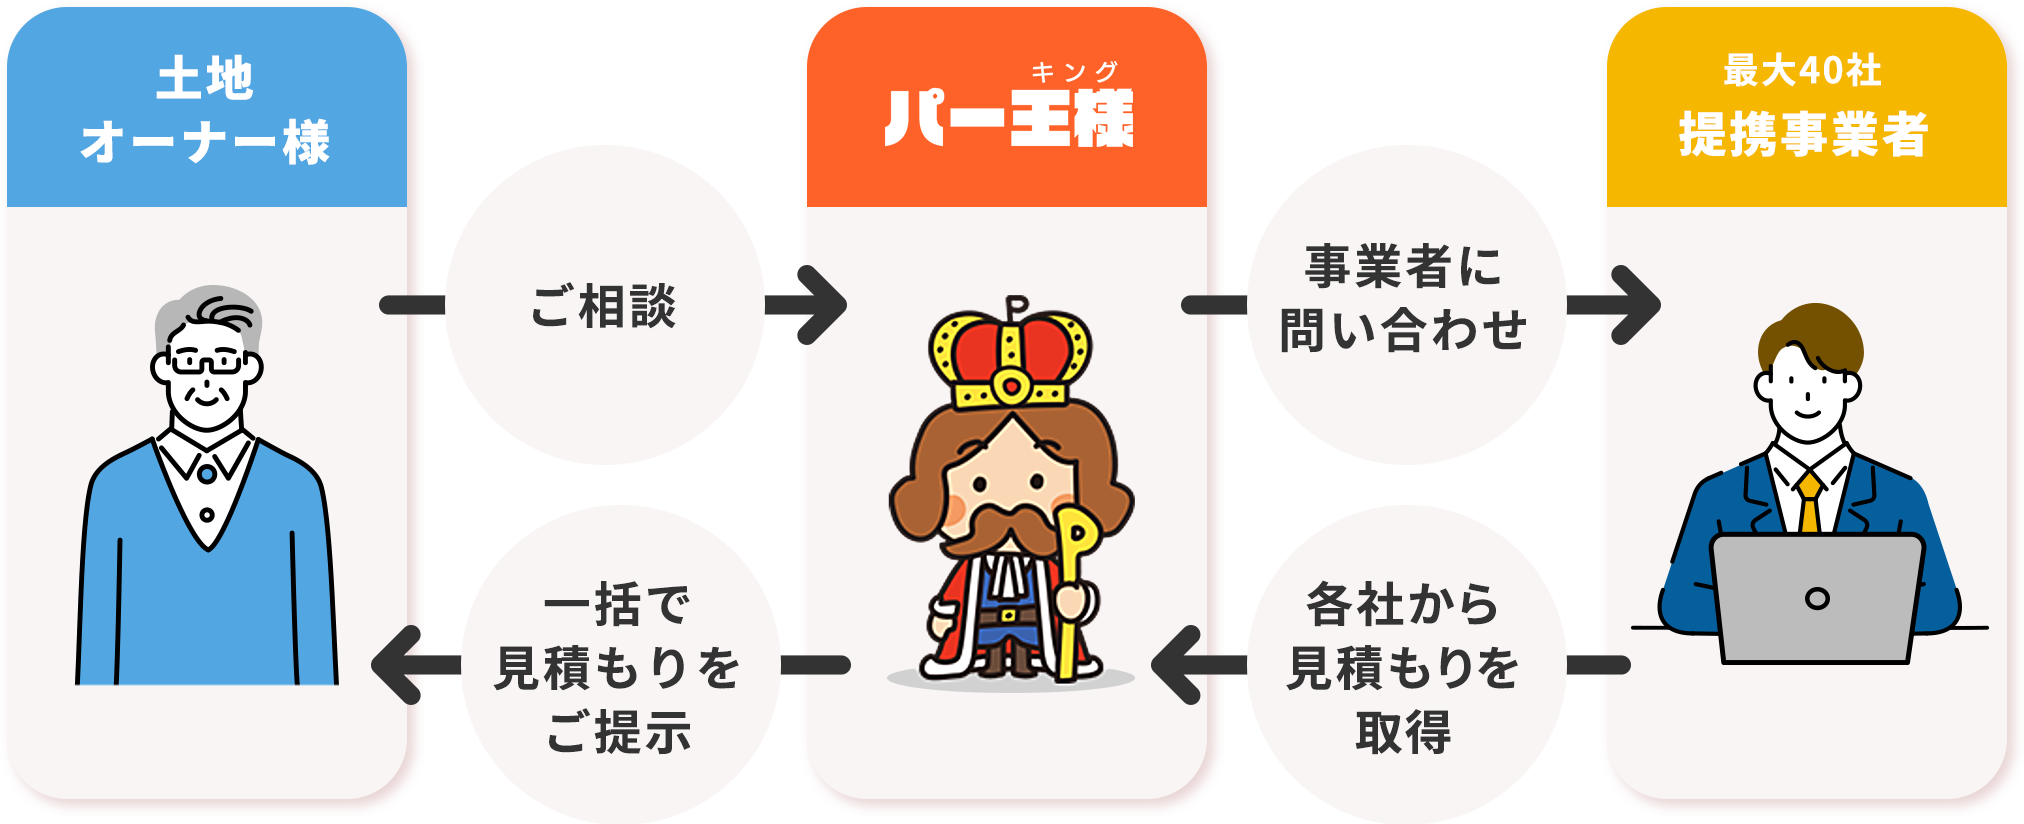 土地
オーナー様
ご相談
キング
パー王様
事業者に
問い合わせ
最大40社
提携事業者
一括で
見積もりを
ご提示
P
P
各社から
見積もりを
取得